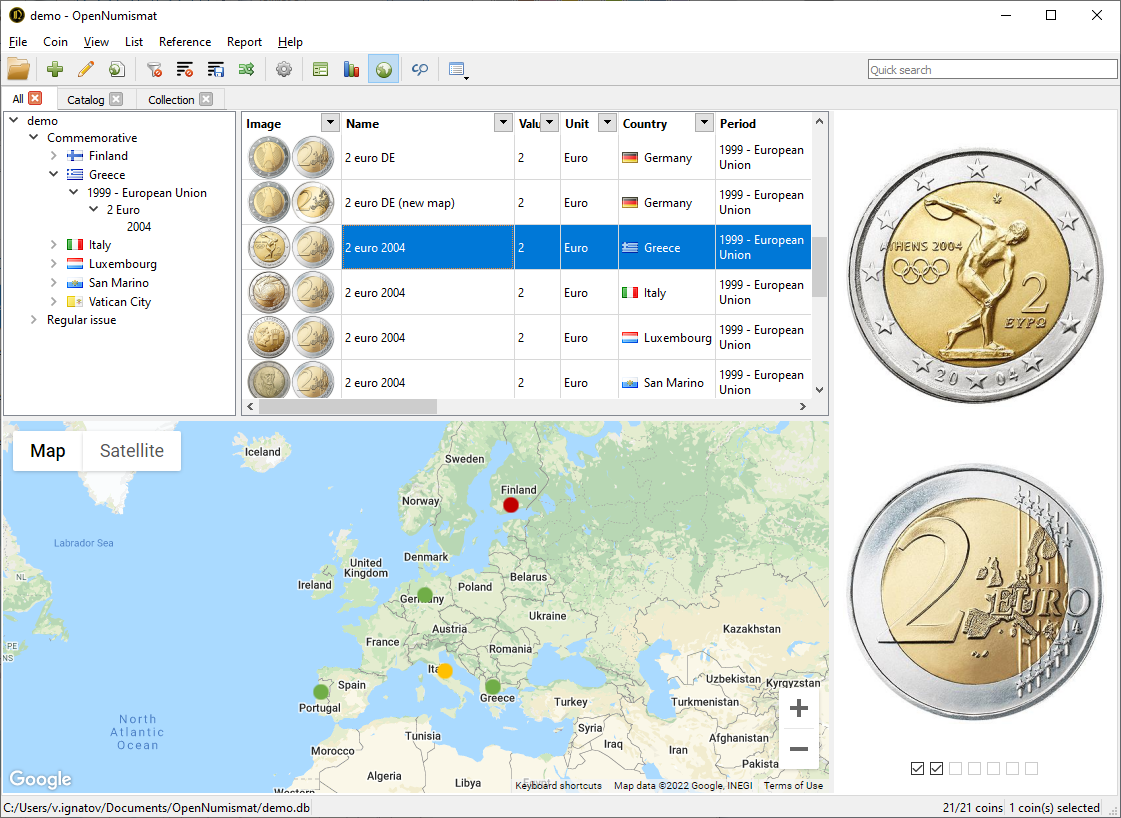 demo - OpenNumismat
File Coin View List Reference Report Help
Quick search
All Catalog Collection
demo
Commemorative
Finland
Greece
1999 - European Union
2 Euro
2004
Italy
Luxembourg
San Marino
Vatican City
Regular issue
Image Name Valu Unit Country Period
2 euro DE 2 Euro Germany 1999 - European
Union
2 euro DE (new map) 2 Euro Germany 1999 - European
Union
2 euro 2004 2 Euro Greece 1999 - European
Union
2 euro 2004 2 Euro Italy 1999 - European
Union
2 euro 2004 2 Euro Luxembourg 1999 - European
Union
2 euro 2004 2 Euro San Marino 1999 - European
Union
ATHENS 2004
2
ΕΥΡΩ
2004
2 EURO
Map Satellite
Iceland
Sweden
Finland
Norway
Labrador Sea
United
Kingdom
Denmark
Ireland
Belarus
Poland
Germany
NL
Ukraine
Austria
Kazakhstan
France
Romania
PE
NS
Italy
Uzbekistan Kyrgyzstan
Spain
Greece
Turkey
Turkmenistan
Portugal
North
Atlantic
Ocean
Syria
Tunisia
Afghanistan
Iraq
Iran
Morocco
Pakista
Algeria
Libya
Egypt
Google
Keyboard shortcuts Map data ©2022 Google, INEGI Terms of Use
C:/Users/v.ignatov/Documents/OpenNumismat/demo.db
21/21 coins 1 coin(s) selected